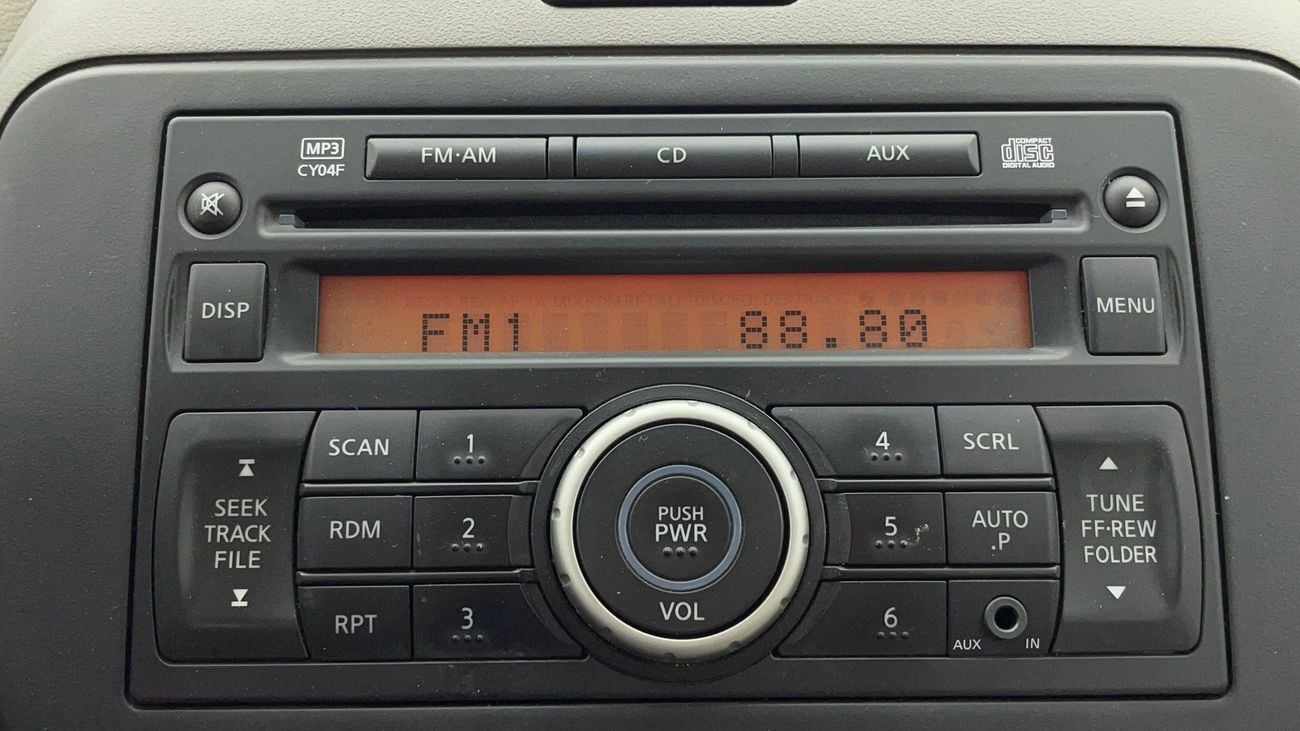 MP3
CY04F
FM·AM
CD
AUX
COMPACT
disc
DIGITAL AUDIO
DISP
FM1 88.80
MENU
SEEK
TRACK
FILE
SCAN
1
RDM
2
RPT
3
PUSH
PWR
VOL
4
SCRL
5
AUTO
.P
6
AUX IN
TUNE
FF·REW
FOLDER